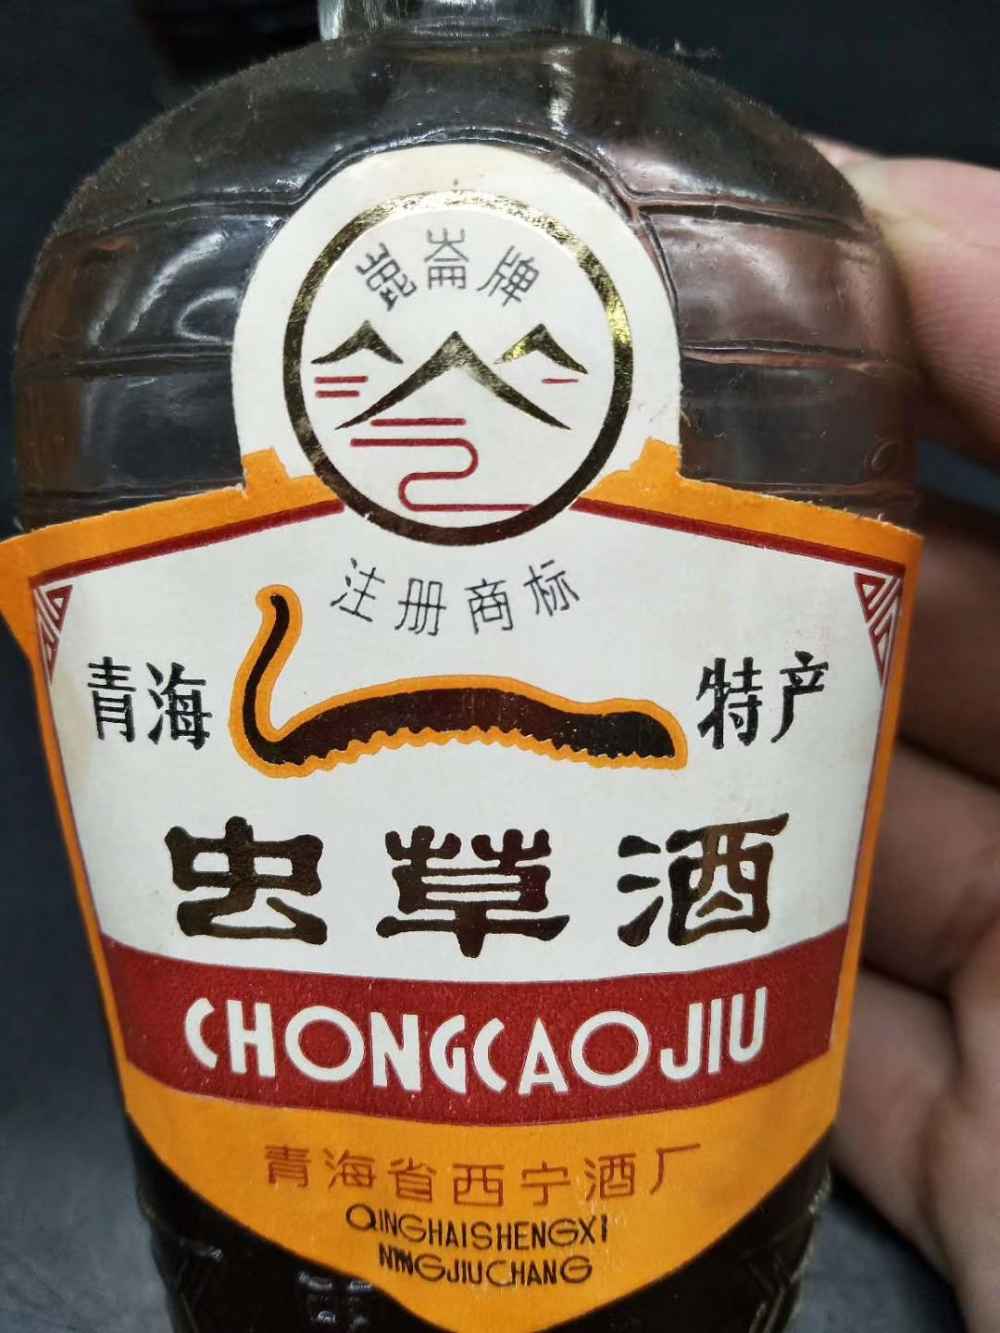 崑崙牌
注册商标
青海 特产
虫草酒
CHONGCAOJIU
青海省西宁酒厂
QINGHAISHENGXI
NINGJIUCHANG